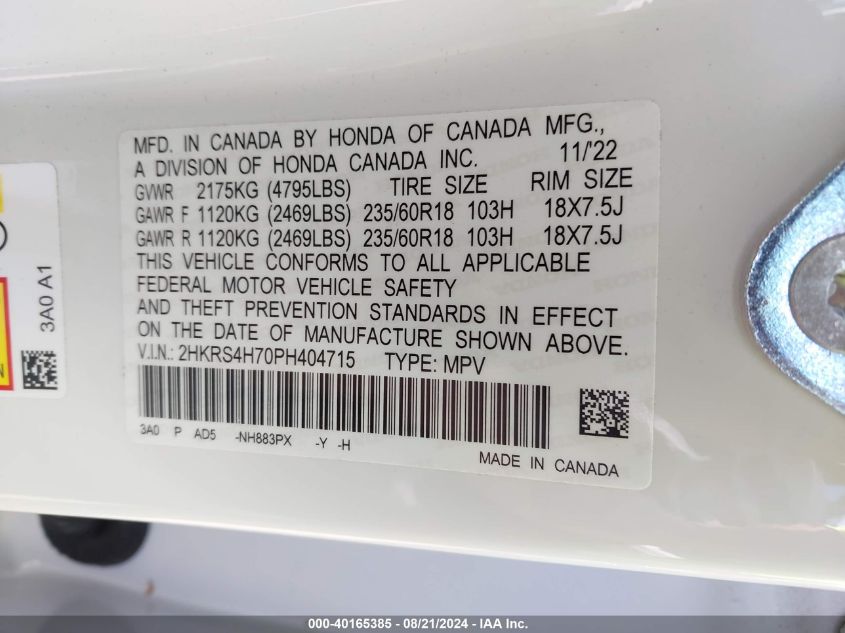 MFD. IN CANADA BY HONDA OF CANADA MFG.,
A DIVISION OF HONDA CANADA INC. 11/'22
GVWR 2175KG (4795LBS) TIRE SIZE RIM SIZE
GAWR F 1120KG (2469LBS) 235/60R18 103H 18X7.5J
GAWR R 1120KG (2469LBS) 235/60R18 103H 18X7.5J
THIS VEHICLE CONFORMS TO ALL APPLICABLE
FEDERAL MOTOR VEHICLE SAFETY
AND THEFT PREVENTION STANDARDS IN EFFECT
ON THE DATE OF MANUFACTURE SHOWN ABOVE.
V.I.N.: 2HKRS4H70PH404715 TYPE: MPV
3A0 P AD5 -NH883PX -Y -H
MADE IN CANADA
3A0 A1
000-40165385 - 08/21/2024 - IAA Inc.